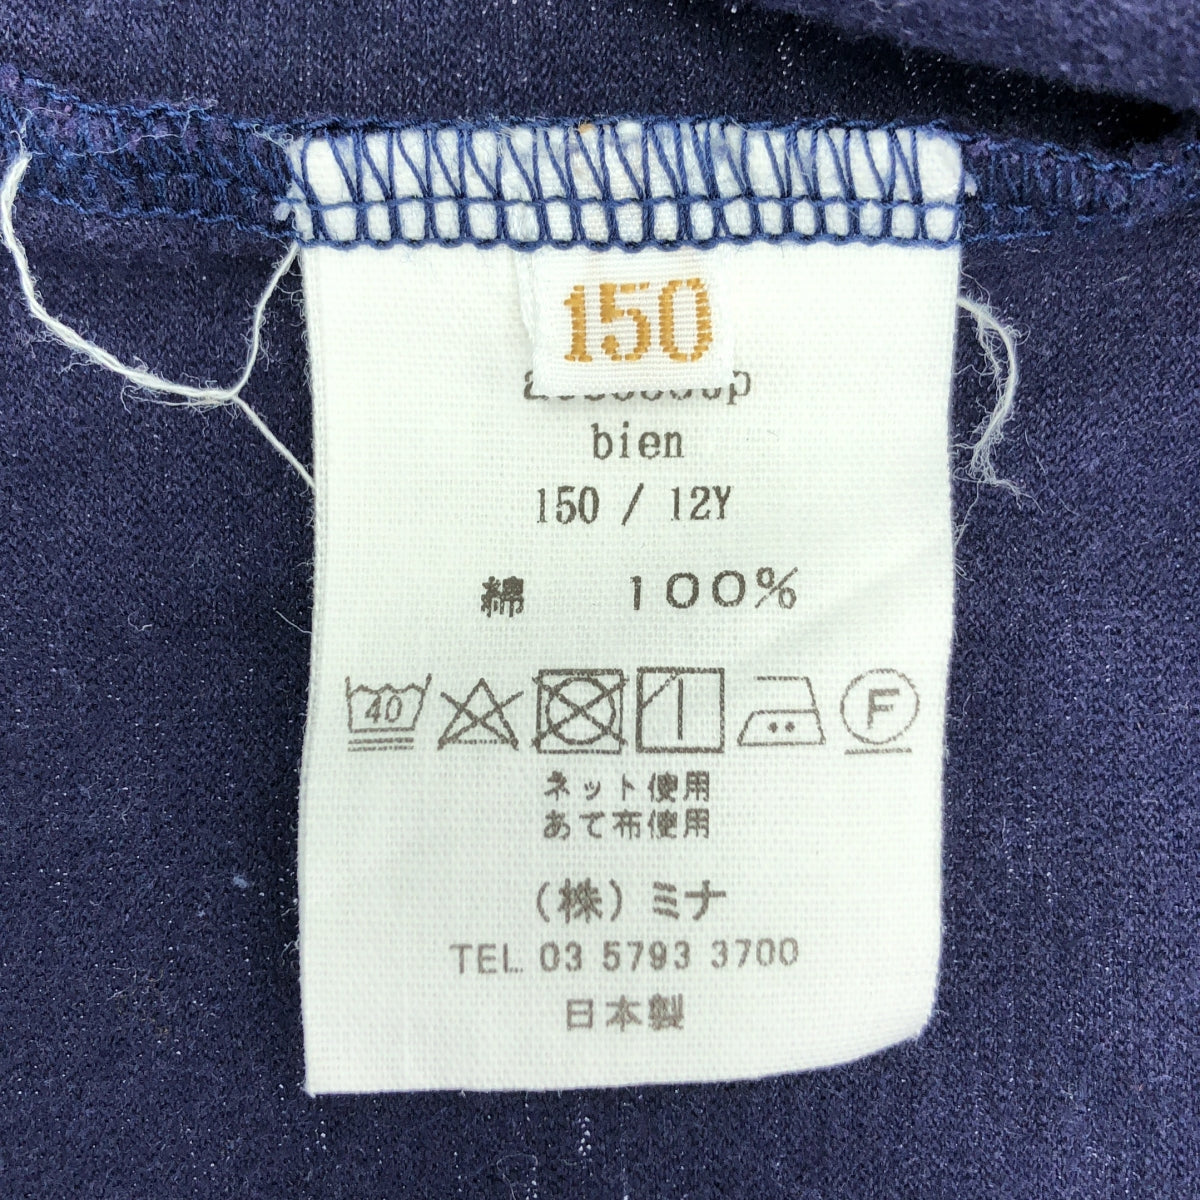 150
bien
150 / 12Y
綿 100%
40 F
ネット使用
あて布使用
(株)ミナ
TEL 03 5793 3700
日本製